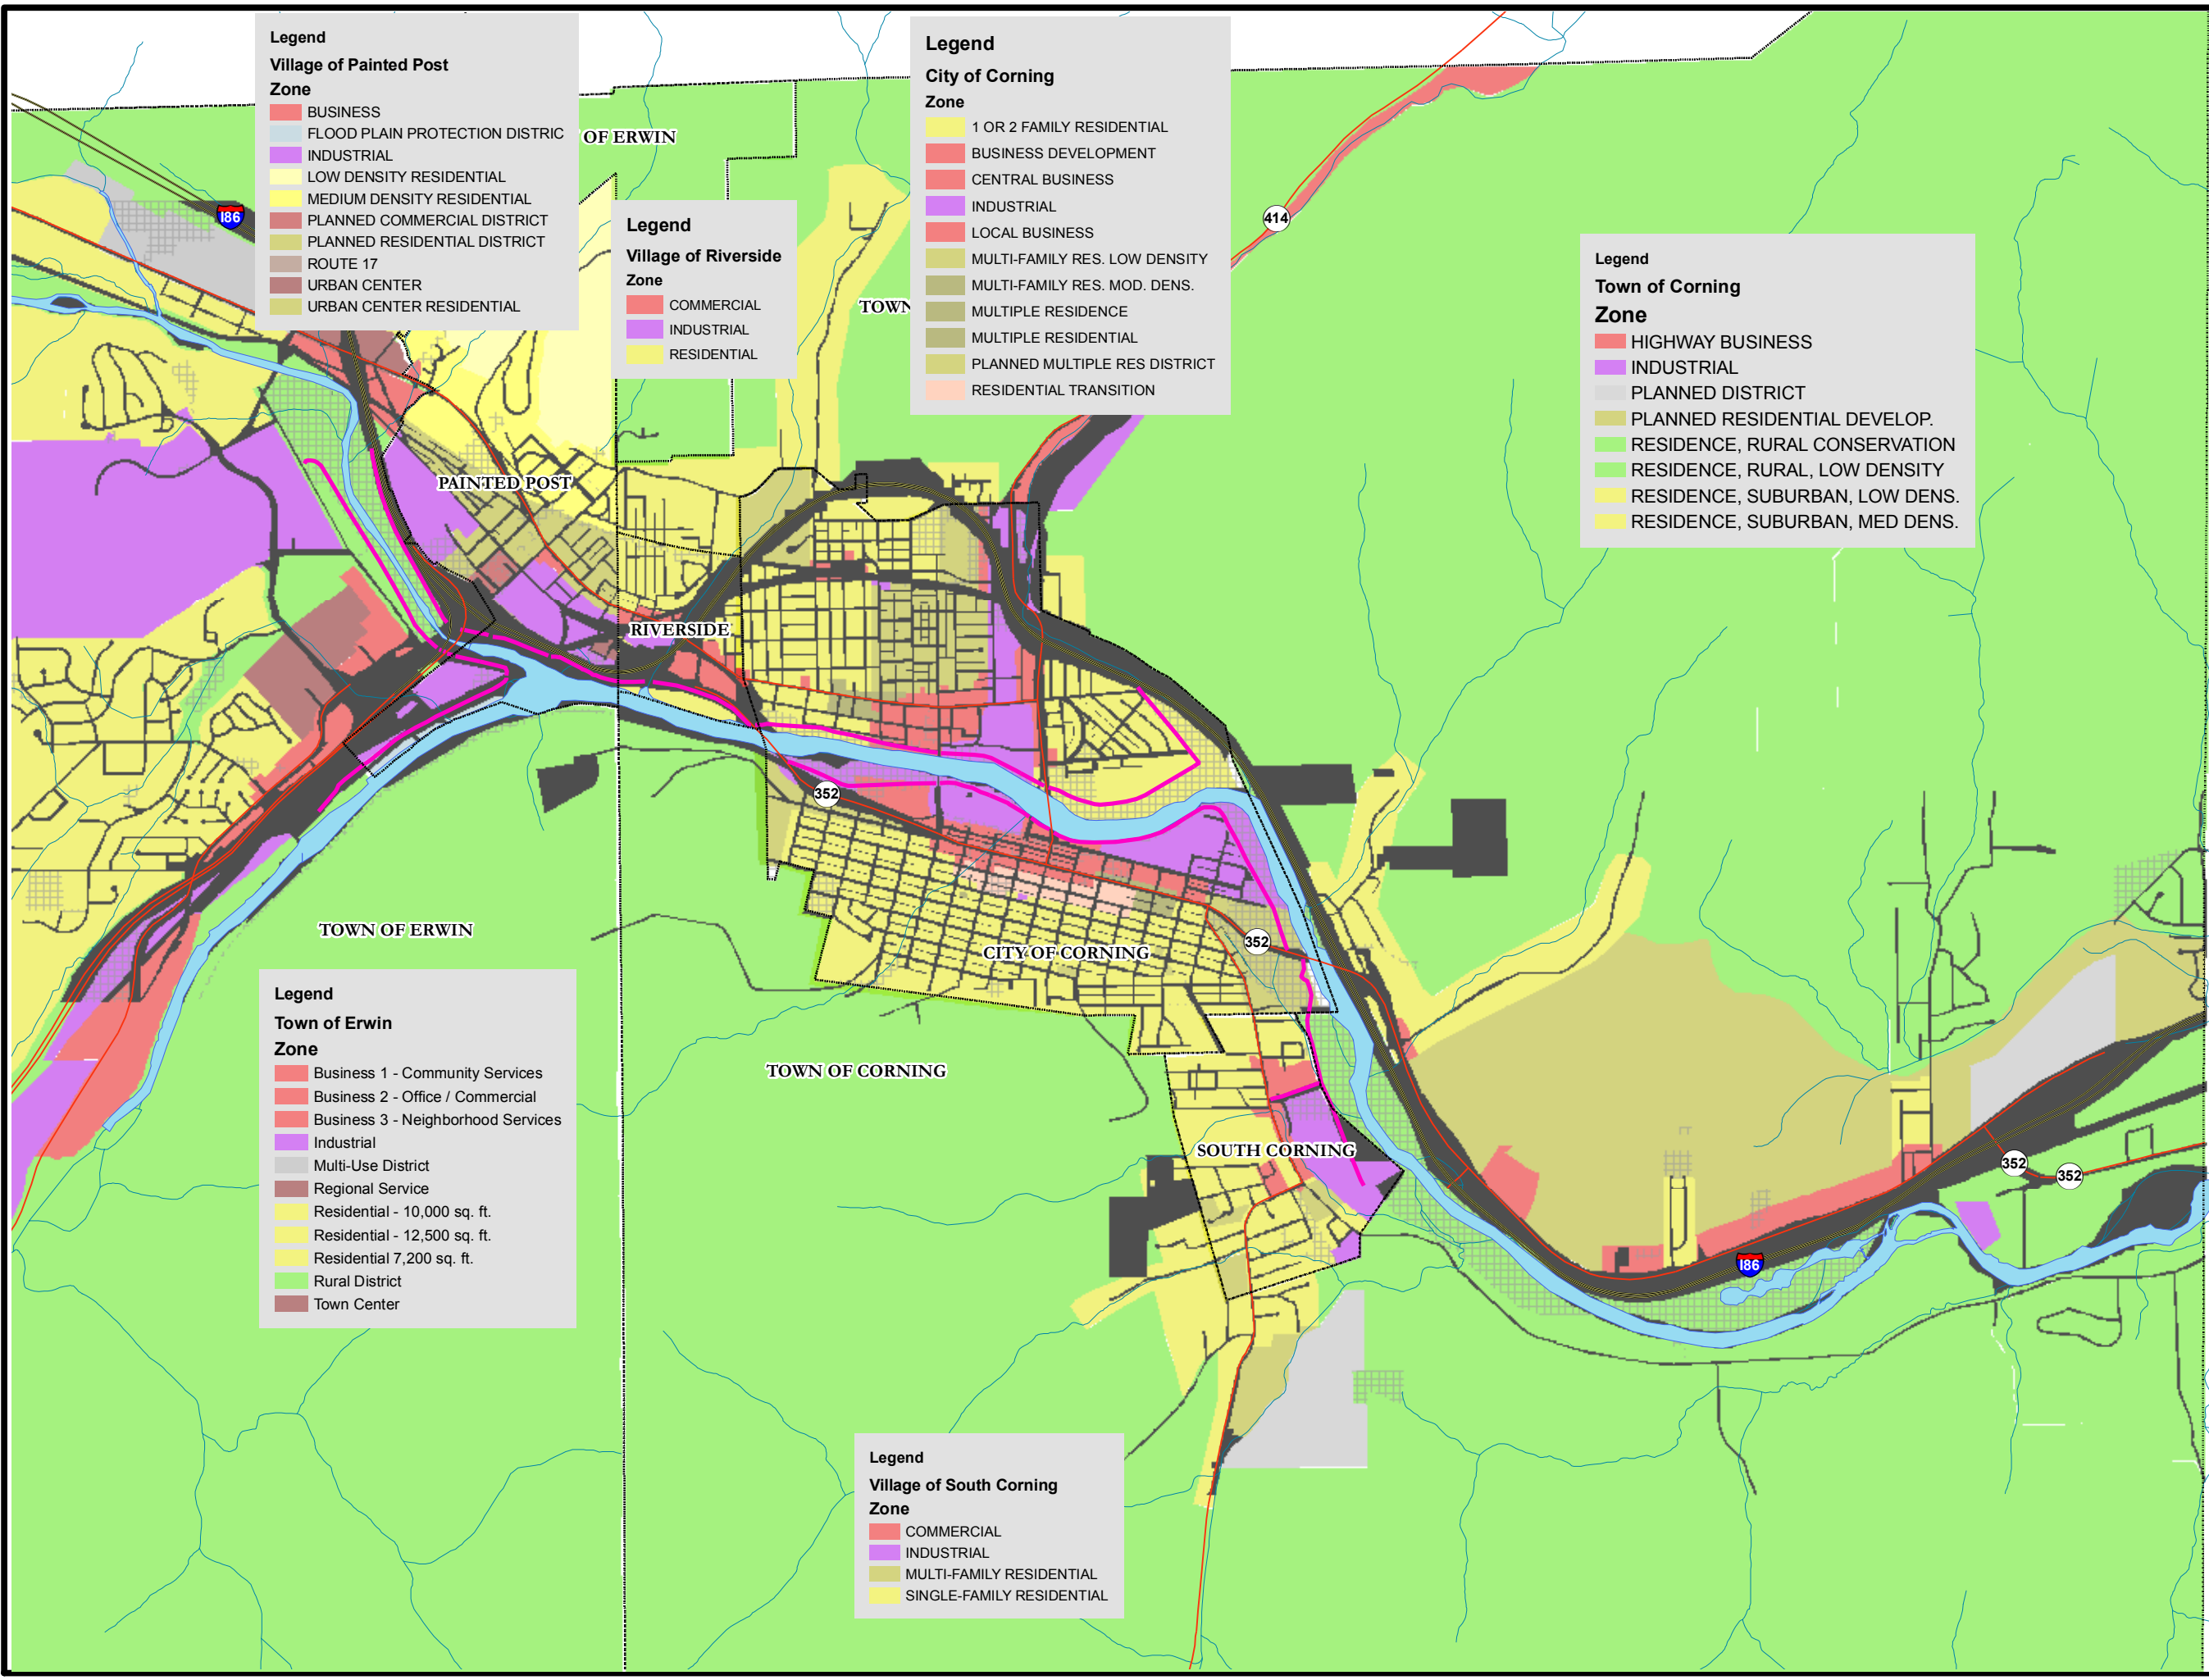 Legend
Village of Painted Post
Zone
BUSINESS
FLOOD PLAIN PROTECTION DISTRIC
INDUSTRIAL
LOW DENSITY RESIDENTIAL
MEDIUM DENSITY RESIDENTIAL
PLANNED COMMERCIAL DISTRICT
PLANNED RESIDENTIAL DISTRICT
ROUTE 17
URBAN CENTER
URBAN CENTER RESIDENTIAL
Legend
City of Corning
Zone
1 OR 2 FAMILY RESIDENTIAL
BUSINESS DEVELOPMENT
CENTRAL BUSINESS
INDUSTRIAL
LOCAL BUSINESS
MULTI-FAMILY RES. LOW DENSITY
MULTI-FAMILY RES. MOD. DENS.
MULTIPLE RESIDENCE
MULTIPLE RESIDENTIAL
PLANNED MULTIPLE RES DISTRICT
RESIDENTIAL TRANSITION
OF ERWIN
Legend
Village of Riverside
Zone
COMMERCIAL
INDUSTRIAL
RESIDENTIAL
I86
414
TOWN
Legend
Town of Corning
Zone
HIGHWAY BUSINESS
INDUSTRIAL
PLANNED DISTRICT
PLANNED RESIDENTIAL DEVELOP.
RESIDENCE, RURAL CONSERVATION
RESIDENCE, RURAL, LOW DENSITY
RESIDENCE, SUBURBAN, LOW DENS.
RESIDENCE, SUBURBAN, MED DENS.
PAINTED POST
RIVERSIDE
352
TOWN OF ERWIN
CITY OF CORNING
352
Legend
Town of Erwin
Zone
Business 1 - Community Services
Business 2 - Office / Commercial
Business 3 - Neighborhood Services
Industrial
Multi-Use District
Regional Service
Residential - 10,000 sq. ft.
Residential - 12,500 sq. ft.
Residential 7,200 sq. ft.
Rural District
Town Center
TOWN OF CORNING
SOUTH CORNING
352
352
I86
Legend
Village of South Corning
Zone
COMMERCIAL
INDUSTRIAL
MULTI-FAMILY RESIDENTIAL
SINGLE-FAMILY RESIDENTIAL